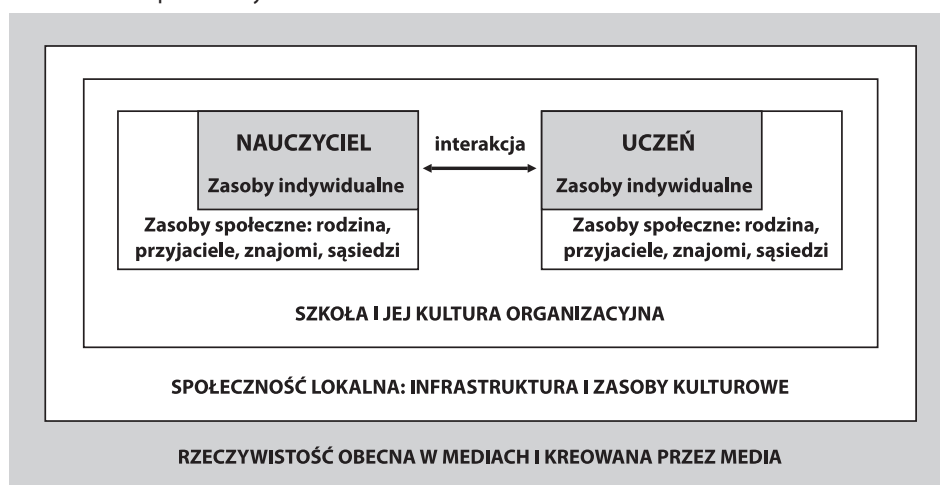 NAUCZYCIEL
Zasoby indywidualne
Zasoby społeczne: rodzina,
przyjaciele, znajomi, sąsiedzi
interakcja
UCZEŃ
Zasoby indywidualne
Zasoby społeczne: rodzina,
przyjaciele, znajomi, sąsiedzi
SZKOŁA I JEJ KULTURA ORGANIZACYJNA
SPOŁECZNOŚĆ LOKALNA: INFRASTRUKTURA I ZASOBY KULTUROWE
RZECZYWISTOŚĆ OBECNA W MEDIACH I KREOWANA PRZEZ MEDIA